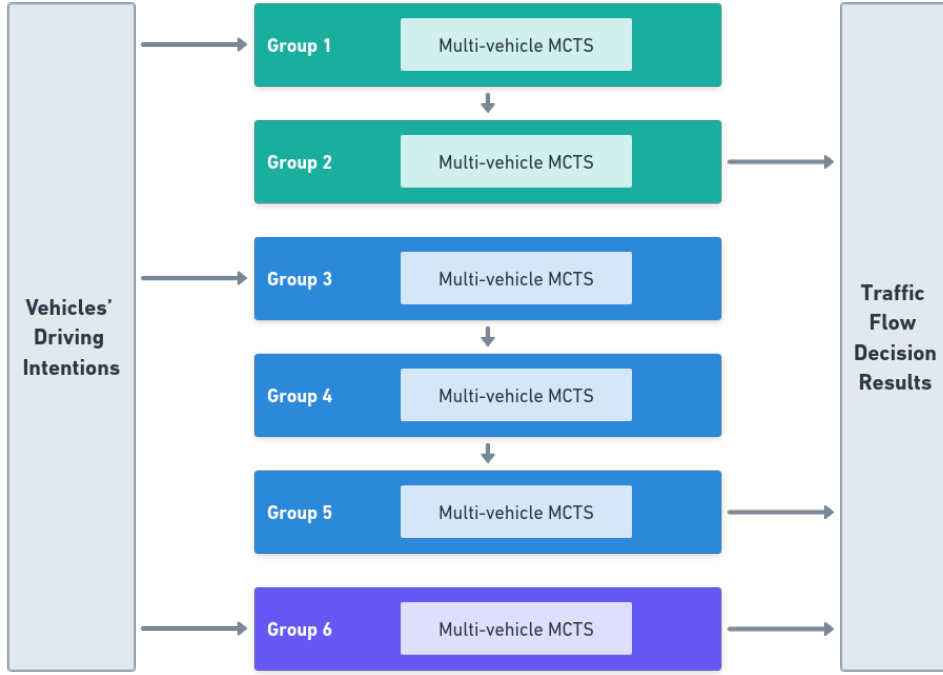 Vehicles’
Driving
Intentions
Group 1
Multi-vehicle MCTS
Group 2
Multi-vehicle MCTS
Group 3
Multi-vehicle MCTS
Group 4
Multi-vehicle MCTS
Group 5
Multi-vehicle MCTS
Group 6
Multi-vehicle MCTS
Traffic
Flow
Decision
Results